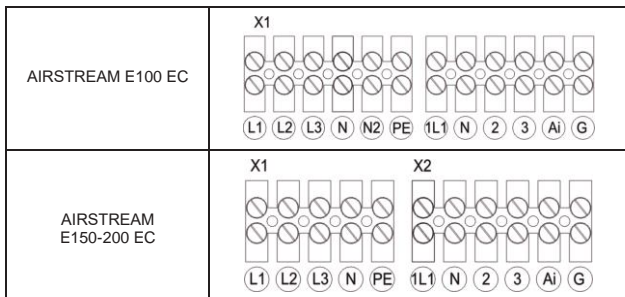 X1
AIRSTREAM E100 EC
L1 L2 L3 N N2 PE 1L1 N 2 3 Ai G
X1 X2
AIRSTREAM
E150-200 EC
L1 L2 L3 N PE 1L1 N 2 3 Ai G